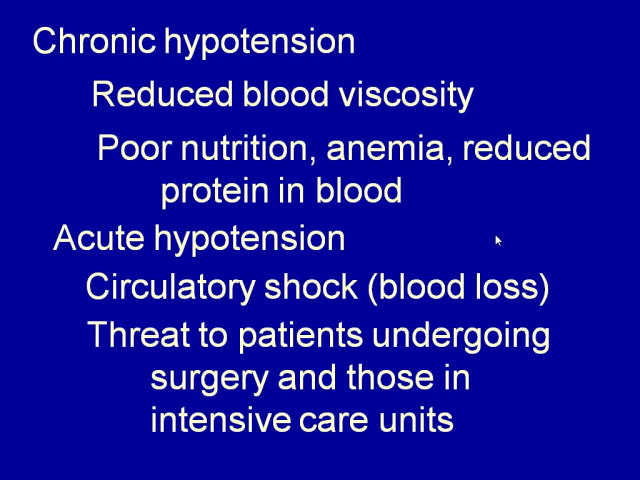 Chronic hypotension
Reduced blood viscosity
Poor nutrition, anemia, reduced
protein in blood
Acute hypotension
Circulatory shock (blood loss)
Threat to patients undergoing
surgery and those in
intensive care units